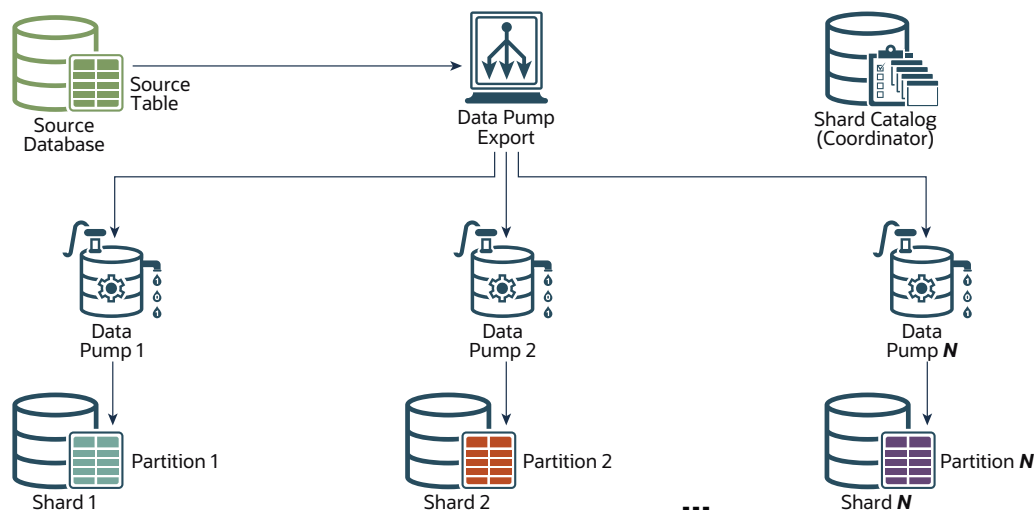 Source
Table
Source
Database
Data Pump
Export
Shard Catalog
(Coordinator)
Data
Pump 1
Data
Pump 2
Data
Pump N
Partition 1
Shard 1
Partition 2
Shard 2
...
Partition N
Shard N